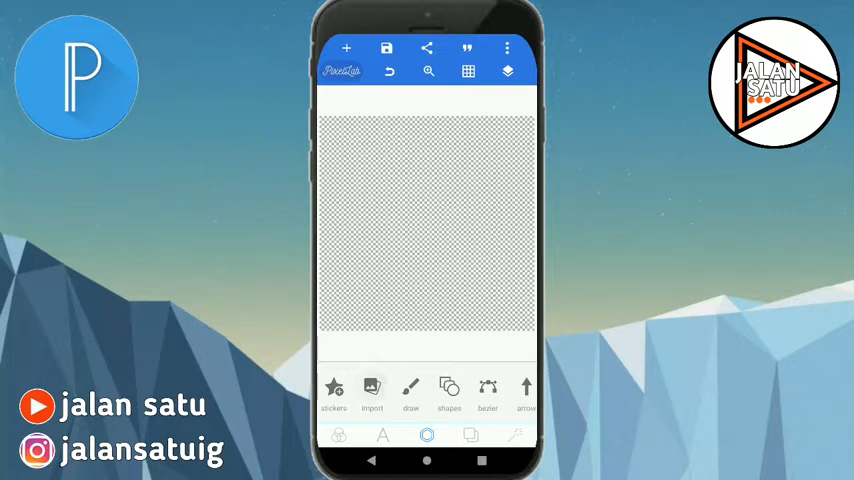 PixelLab
JALAN
SATU
stickers
import
draw
shapes
bezier
arrow
jalan satu
jalansatuig